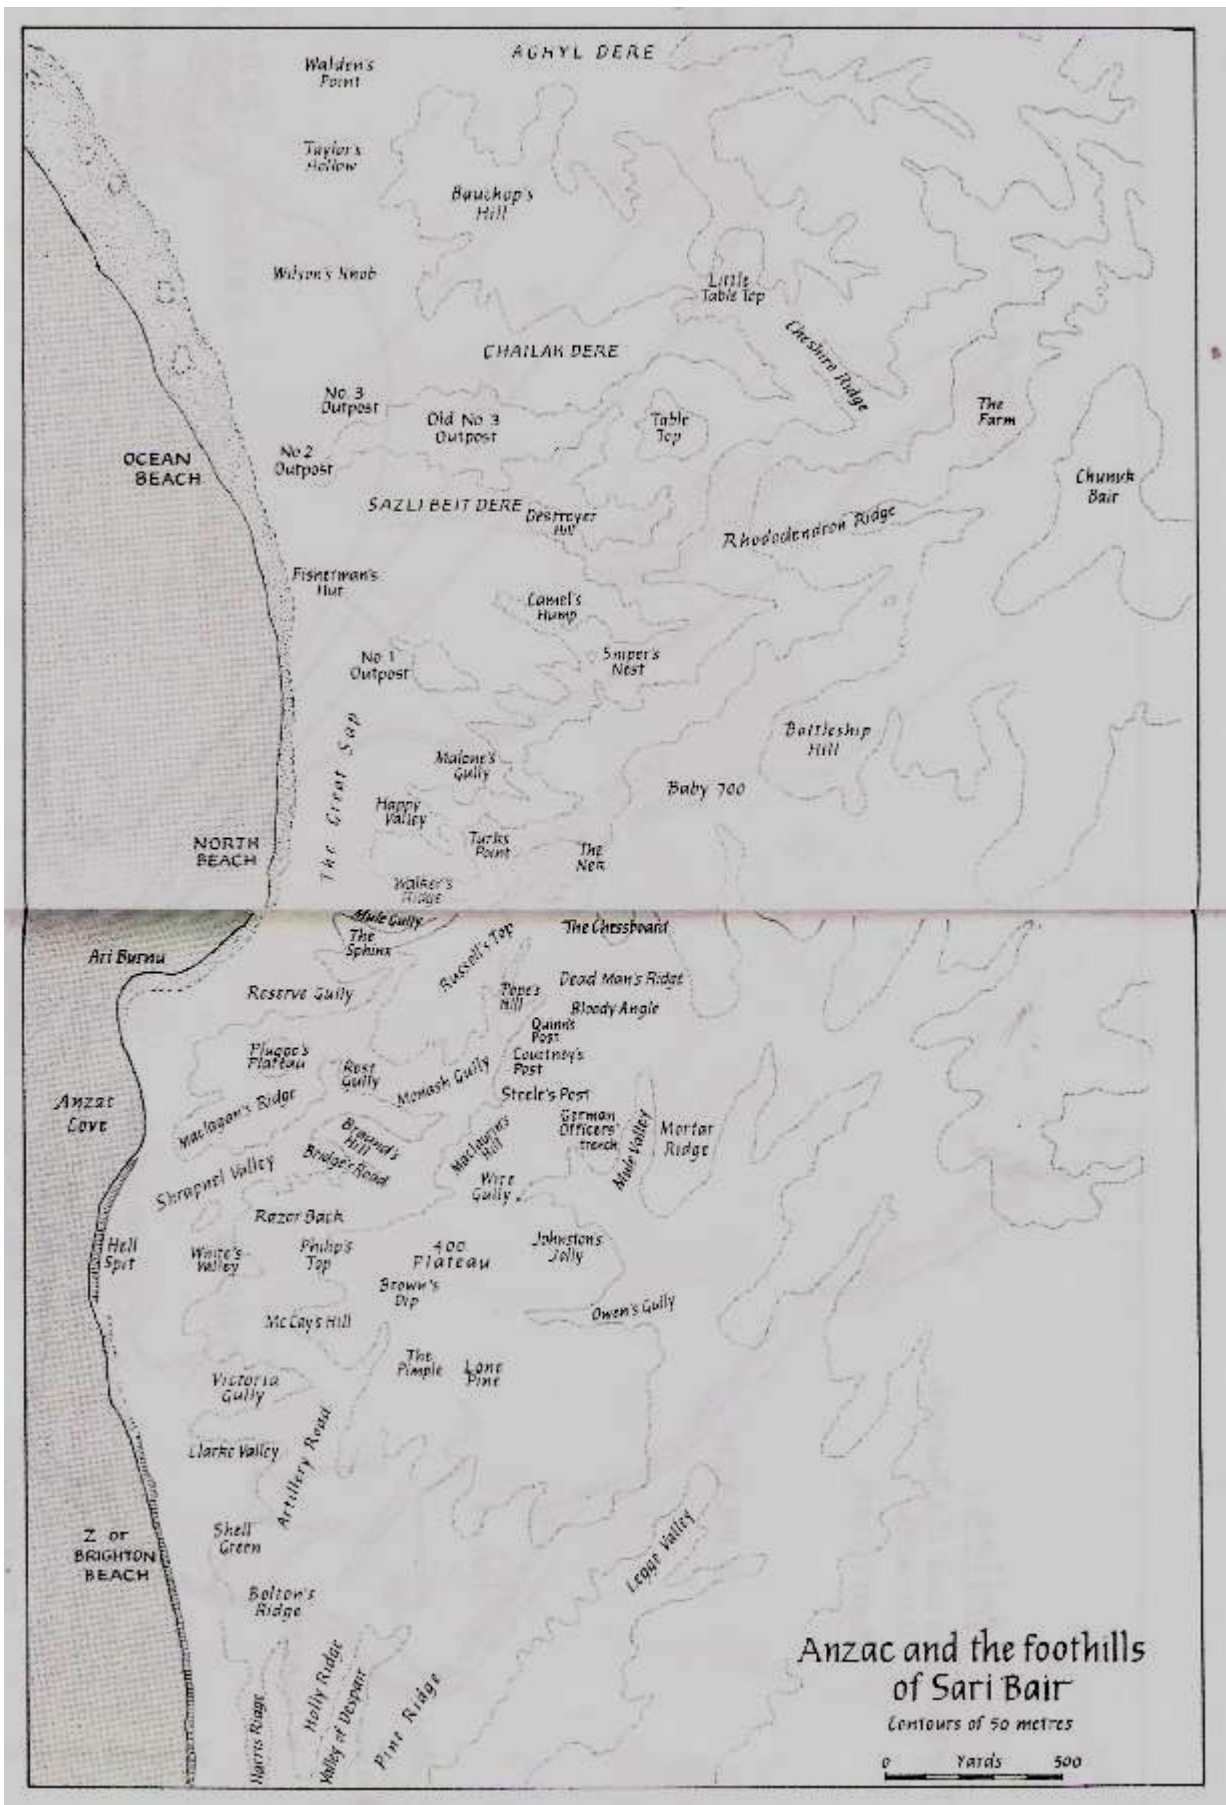 AGHYL DERE
Walden's
Point
Taylor's
Hollow
Bauchop's
Hill
Wilson's Knob
Little
Table Top
Cheshire Ridge
CHAILAK DERE
No. 3
Outpost
Old No 3
Outpost
Table
Top
The
Farm
No 2
Outpost
OCEAN
BEACH
Chunuk
Bair
SAZLI BEIT DERE
Destroyer
Hill
Rhododendron Ridge
Fisherman's
Hut
Camel's
Hump
No 1
Outpost
Sniper's
Nest
The Great Sap
Battleship
Hill
Malone's
Gully
Baby 700
Happy
Valley
Turks
Point
The
Nek
NORTH
BEACH
Walker's
Ridge
Mule Gully
The
Sphinx
Russell's Top
The Chessboard
Ari Burnu
Reserve Gully
Pope's
Hill
Dead Man's Ridge
Bloody Angle
Quinn's
Post
Plugge's
Plateau
Rest
Gully
Monash Gully
Courtney's
Post
Steele's Post
Anzac
Cove
Maclagan's Ridge
Braund's
Hill
Bridge's Road
Maclaurin's
Hill
German
Officers'
trench
Mule Valley
Mortar
Ridge
Shrapnel Valley
Wire
Gully
Razor Back
Hell
Spit
White's
Valley
Philip's
Top
400
Plateau
Johnston's
Jolly
Brown's
Dip
McCay's Hill
Owen's Gully
The
Pimple
Lone
Pine
Victoria
Gully
Clarke Valley
Artillery Road
Shell
Green
Z or
BRIGHTON
BEACH
Legge Valley
Bolton's
Ridge
Harris Ridge
Holly Ridge
Valley of Despair
Pine Ridge
Anzac and the foothills
of Sari Bair
Contours of 50 metres
0 Yards 500